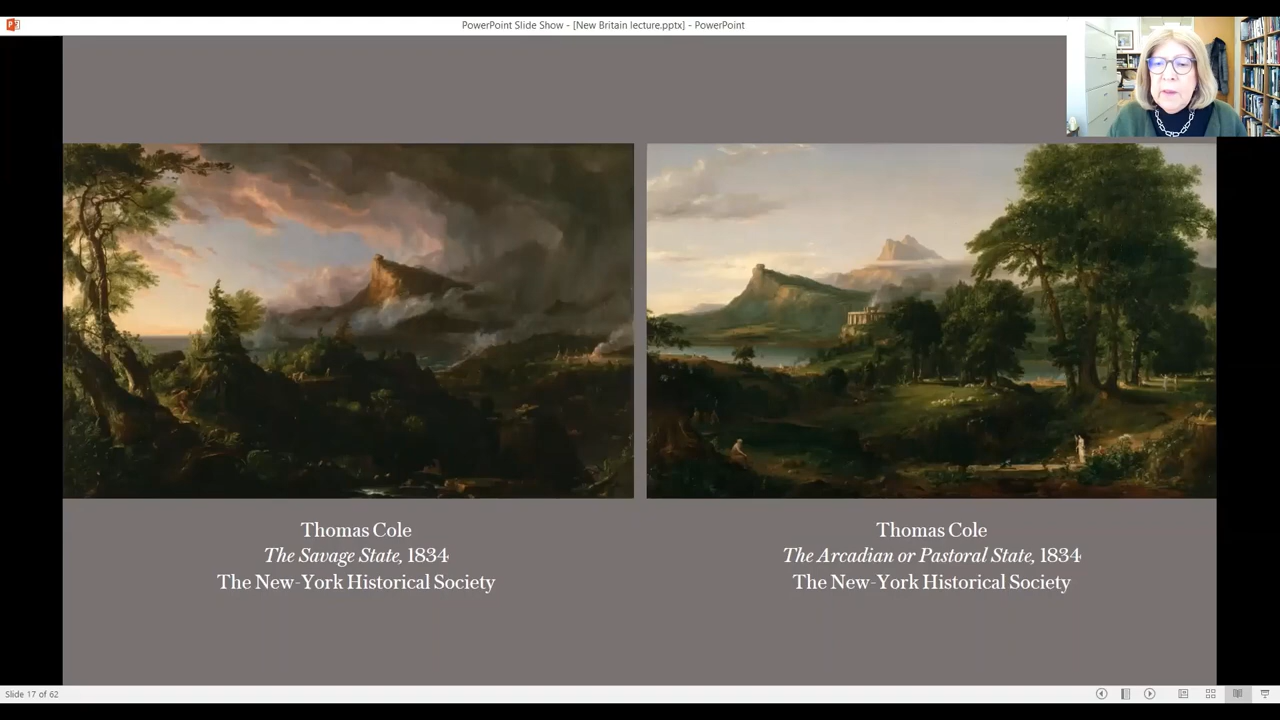 PowerPoint Slide Show - [New Britain lecture.pptx] - PowerPoint
Thomas Cole
The Savage State, 1834
The New-York Historical Society
Thomas Cole
The Arcadian or Pastoral State, 1834
The New-York Historical Society
Slide 17 of 62